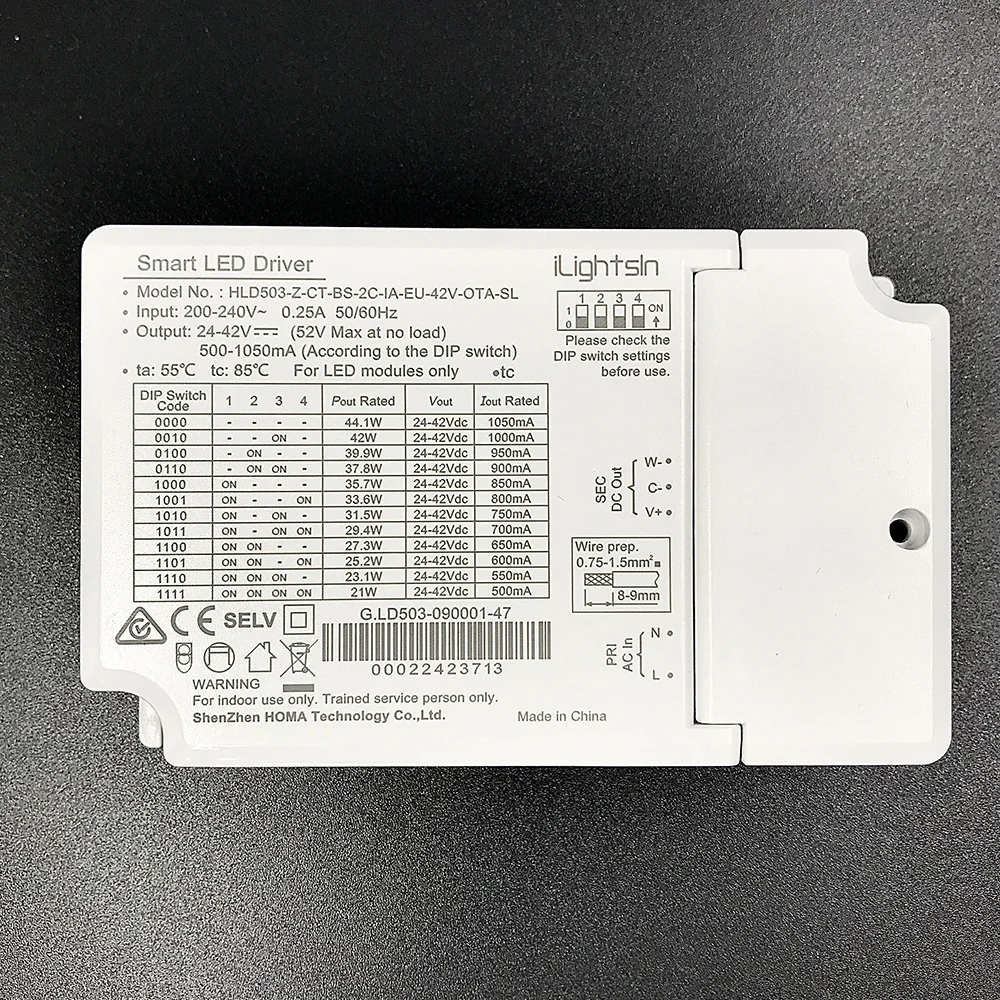 Smart LED Driver
iLightsIn
• Model No. : HLD503-Z-CT-BS-2C-IA-EU-42V-OTA-SL
• Input: 200-240V~ 0.25A 50/60Hz
• Output: 24-42V⎓ (52V Max at no load)
500-1050mA (According to the DIP switch)
• ta: 55℃ tc: 85℃ For LED modules only •tc
1 2 3 4
1 ON
0
Please check the
DIP switch settings
before use.
DIP Switch Code 1 2 3 4 Pout Rated Vout Iout Rated
0000 - - - - 44.1W 24-42Vdc 1050mA
0010 - - ON - 42W 24-42Vdc 1000mA
0100 - ON - - 39.9W 24-42Vdc 950mA
0110 - ON ON - 37.8W 24-42Vdc 900mA
1000 ON - - - 35.7W 24-42Vdc 850mA
1001 ON - - ON 33.6W 24-42Vdc 800mA
1010 ON - ON - 31.5W 24-42Vdc 750mA
1011 ON - ON ON 29.4W 24-42Vdc 700mA
1100 ON ON - - 27.3W 24-42Vdc 650mA
1101 ON ON - ON 25.2W 24-42Vdc 600mA
1110 ON ON ON - 23.1W 24-42Vdc 550mA
1111 ON ON ON ON 21W 24-42Vdc 500mA
SEC
DC Out
W-
C-
V+
Wire prep.
0.75-1.5mm²
8-9mm
PRI
AC In
N
L
CE SELV
G.LD503-090001-47
00022423713
WARNING
For indoor use only. Trained service person only.
ShenZhen HOMA Technology Co.,Ltd.
Made in China